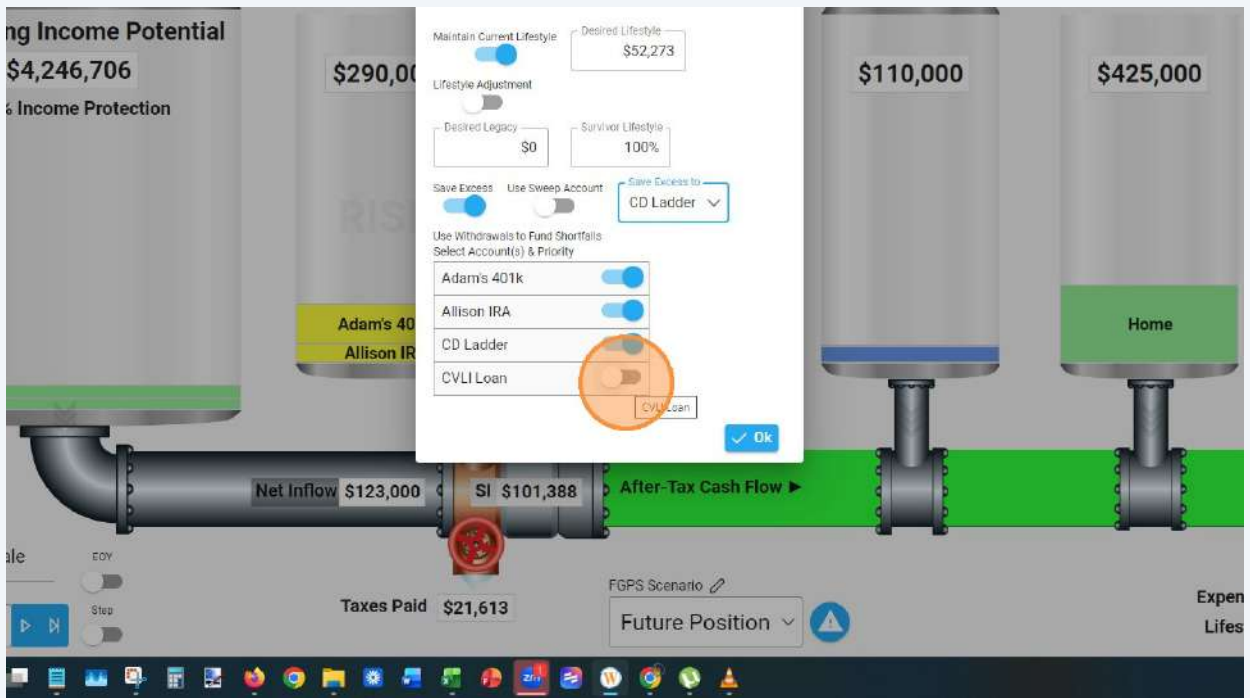 ng Income Potential
$4,246,706
% Income Protection
$290,00
$110,000
$425,000
Maintain Current Lifestyle
Desired Lifestyle
$52,273
Lifestyle Adjustment
Desired Legacy
$0
Survivor Lifestyle
100%
Save Excess
Use Sweep Account
Save Excess to
CD Ladder
Use Withdrawals to Fund Shortfalls
Select Account(s) & Priority
Adam's 401k
Allison IRA
CD Ladder
CVLI Loan
CVLI Loan
Ok
RIS
Adam's 40
Allison IR
Home
Net Inflow $123,000
SI $101,388
After-Tax Cash Flow ►
ale
EOY
Step
Taxes Paid $21,613
FGPS Scenario
Future Position
Expen
Lifes